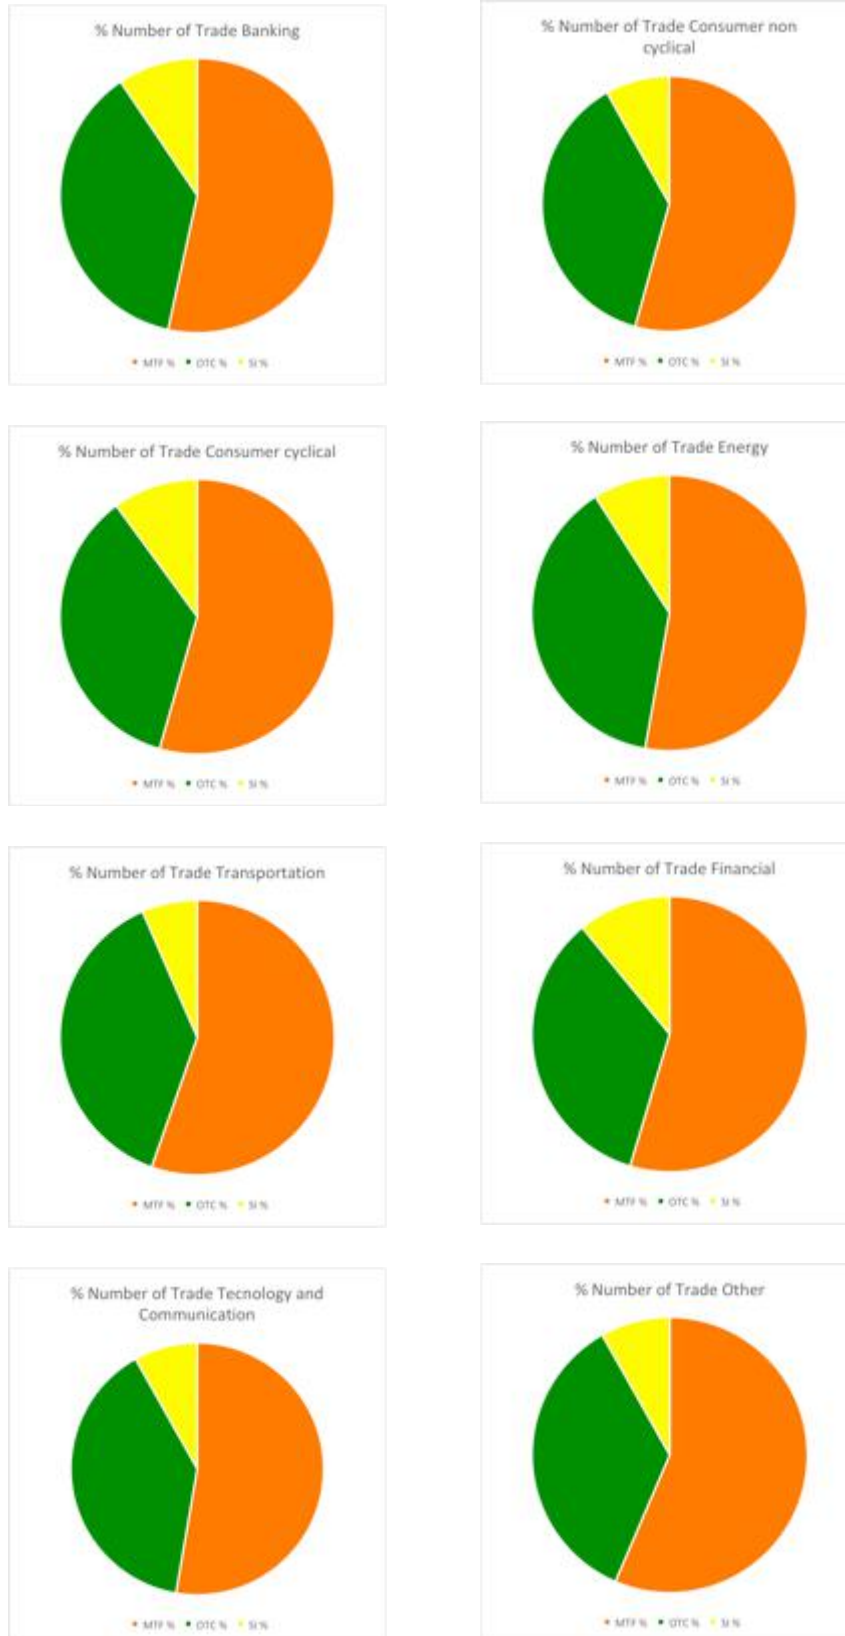 % Number of Trade Banking
MTF % OTC % SI %
% Number of Trade Consumer non
cyclical
MTF % OTC % SI %
% Number of Trade Consumer cyclical
MTF % OTC % SI %
% Number of Trade Energy
MTF % OTC % SI %
% Number of Trade Transportation
MTF % OTC % SI %
% Number of Trade Financial
MTF % OTC % SI %
% Number of Trade Tecnology and
Communication
MTF % OTC % SI %
% Number of Trade Other
MTF % OTC % SI %